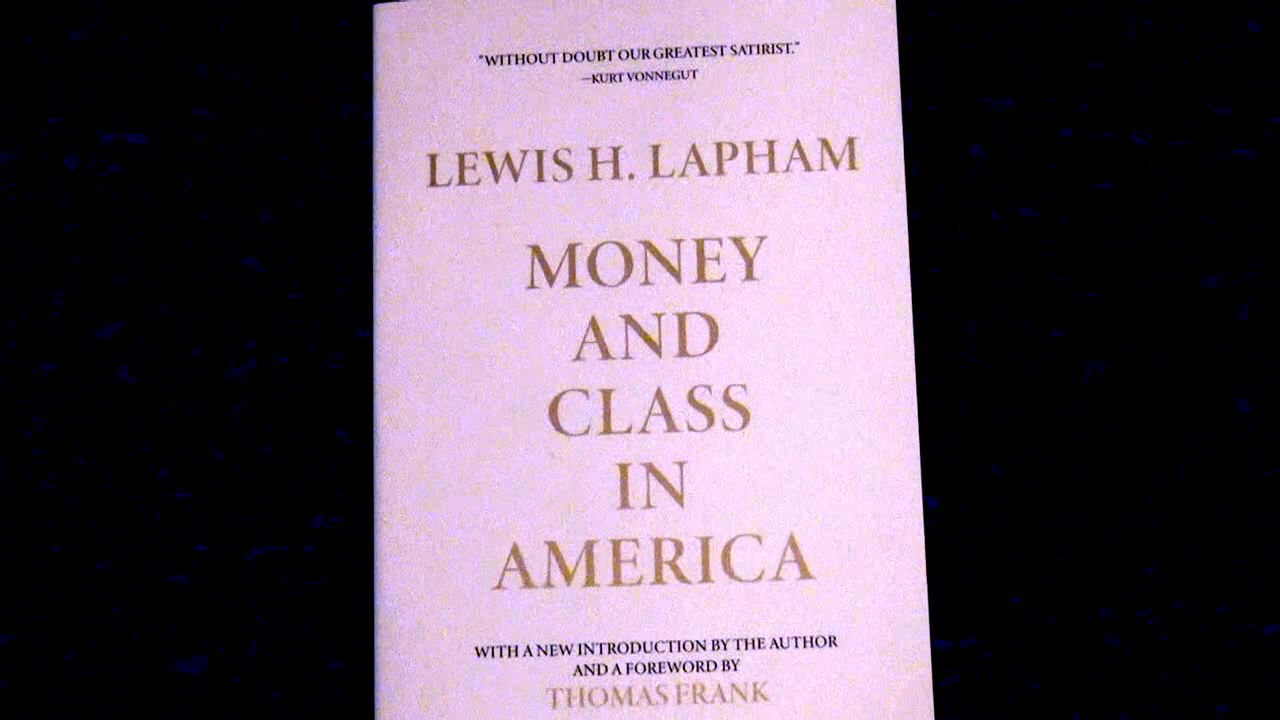 "WITHOUT DOUBT OUR GREATEST SATIRIST."
—KURT VONNEGUT
LEWIS H. LAPHAM
MONEY
AND
CLASS
IN
AMERICA
WITH A NEW INTRODUCTION BY THE AUTHOR
AND A FOREWORD BY
THOMAS FRANK